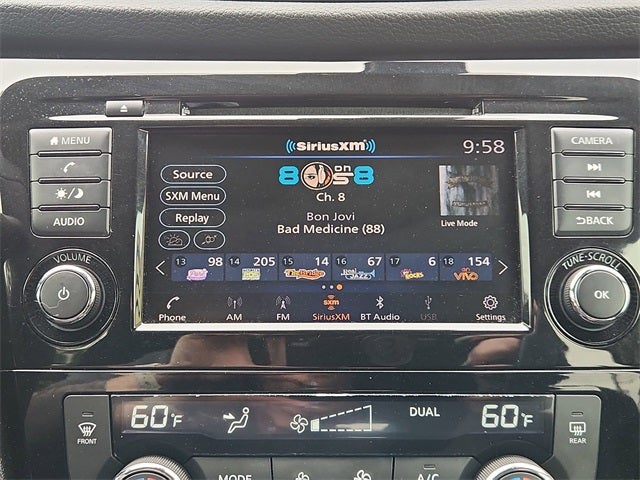 SiriusXM
9:58
MENU
CAMERA
Source
8 on 8
SXM Menu
Ch. 8
Replay
Bon Jovi
BACK
AUDIO
Bad Medicine (88)
Live Mode
VOLUME
TUNE·SCROLL
13 98 14 205 15 14 16 67 17 6 18 154
OK
Phone AM FM SiriusXM BT Audio USB Settings
sxm
60°F DUAL 60°F
FRONT
REAR
MODE A/C